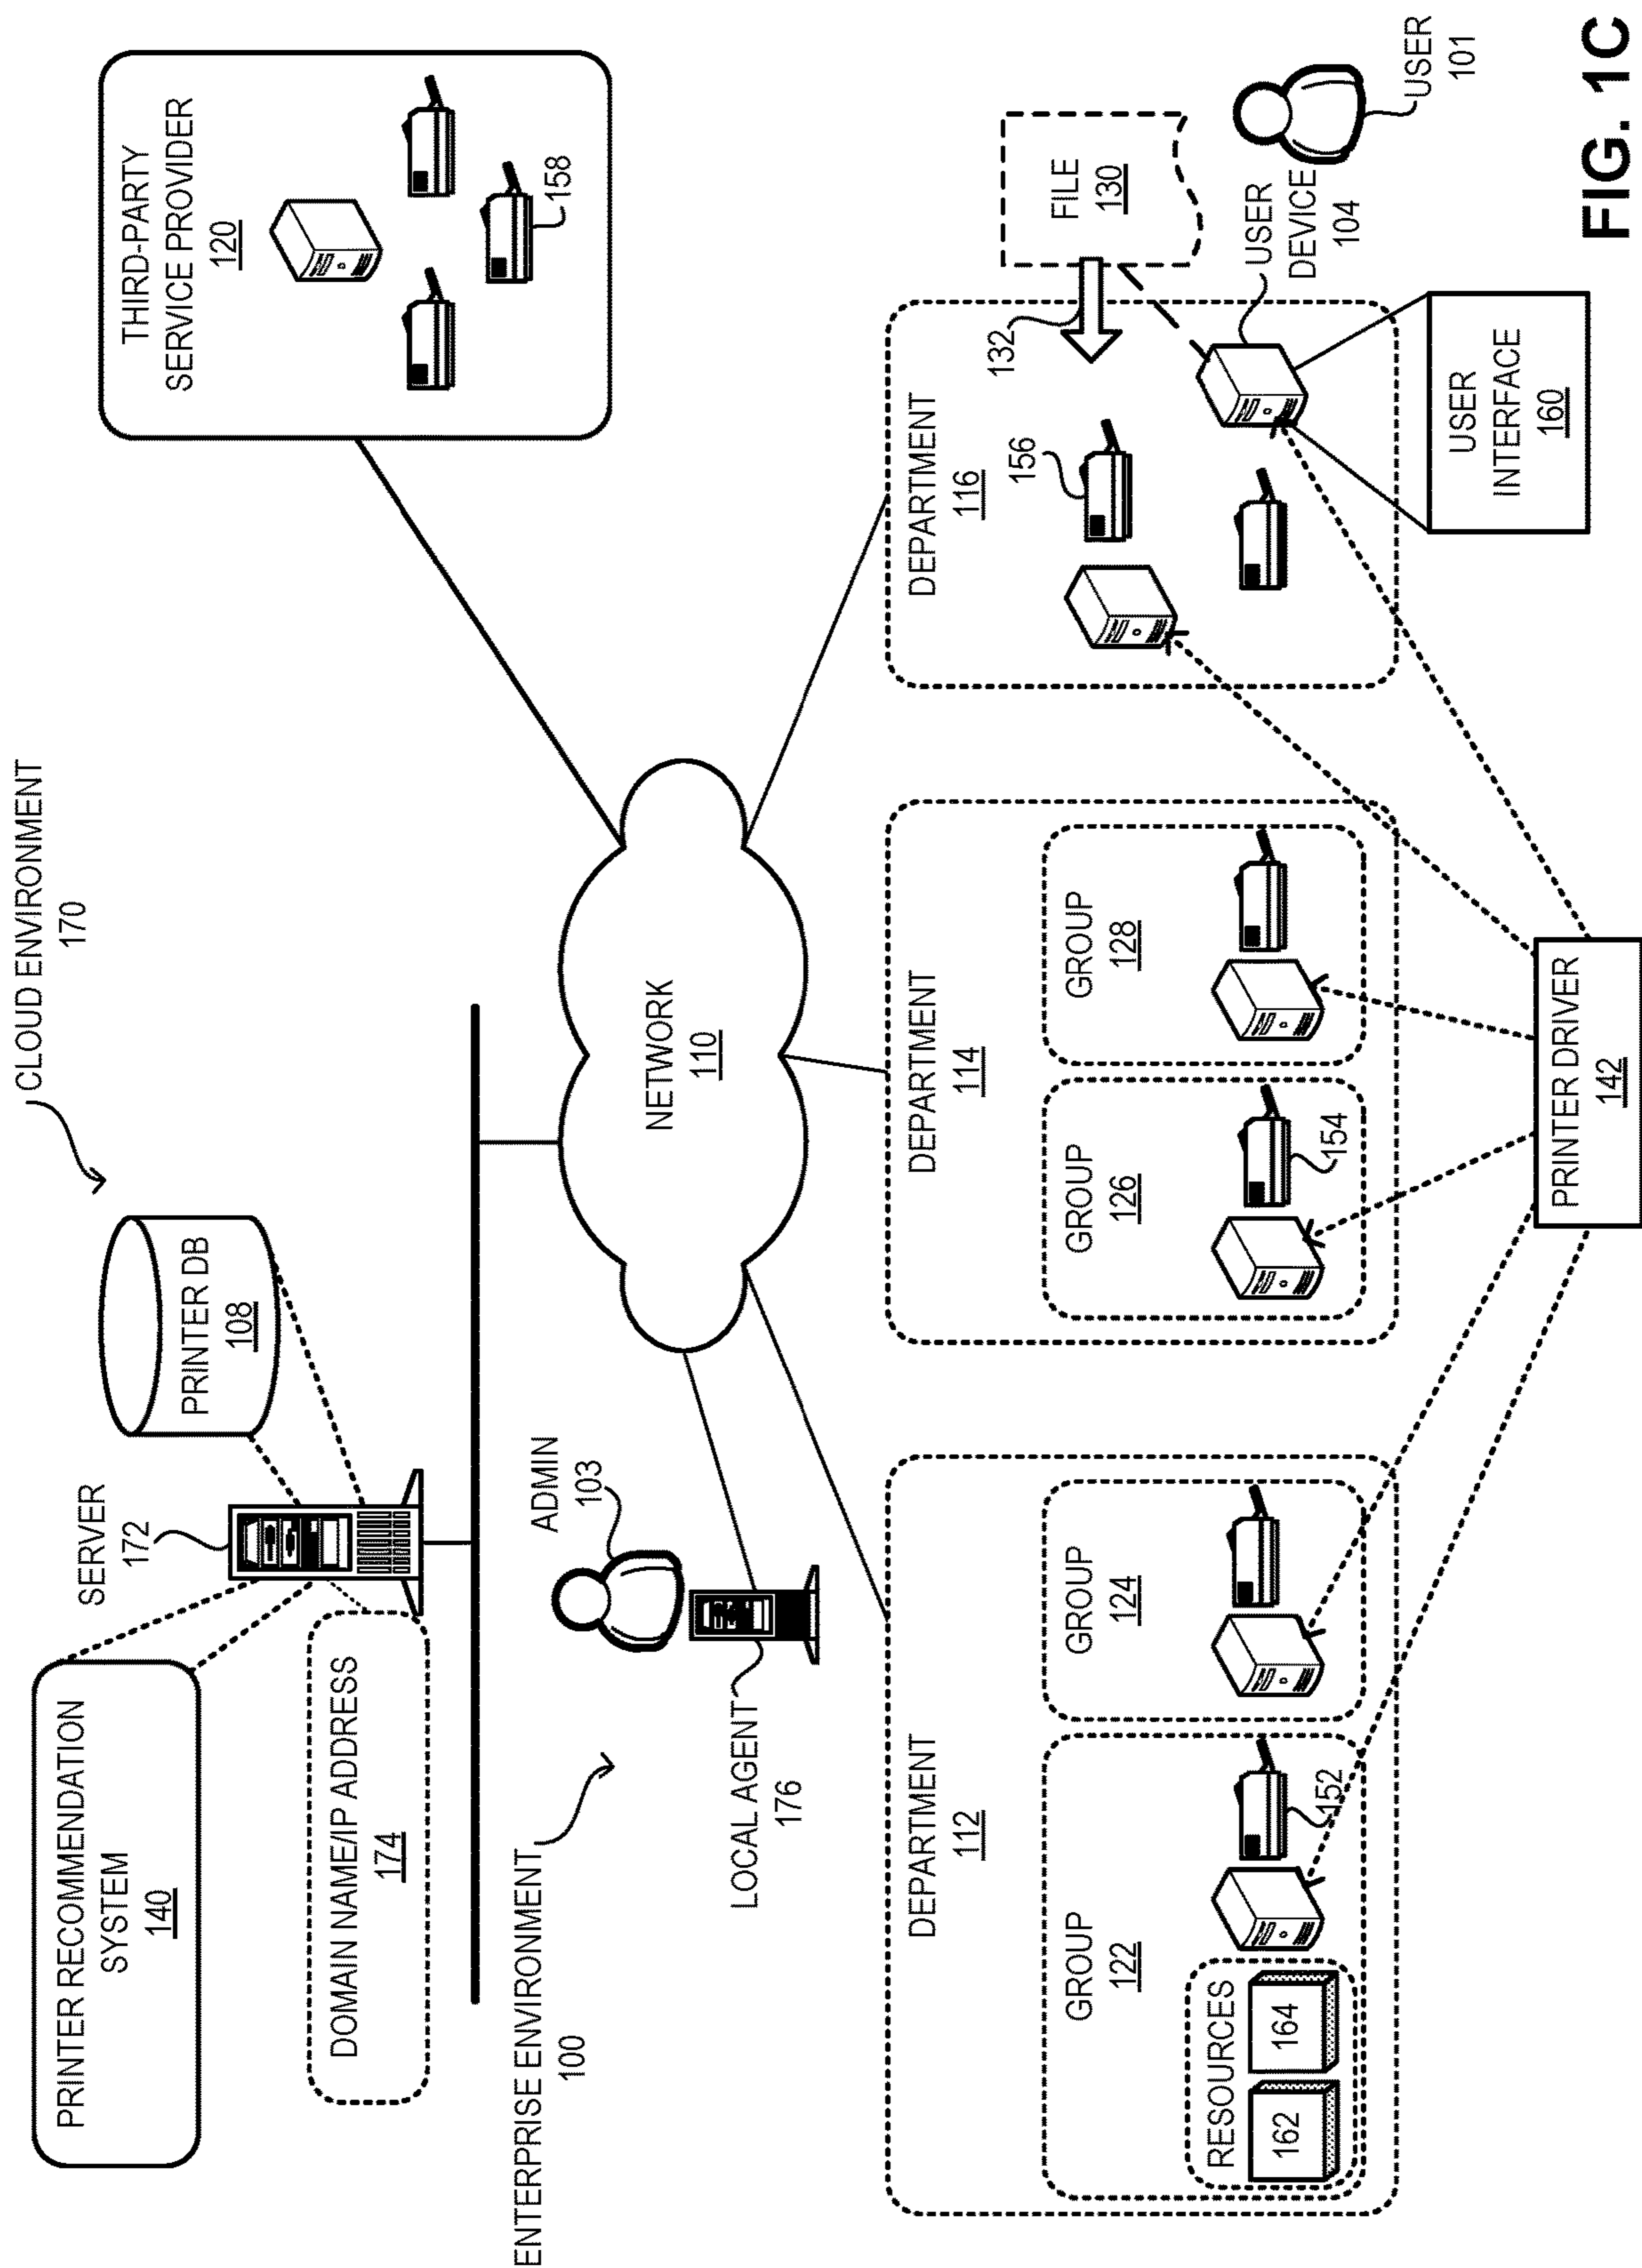 CLOUD ENVIRONMENT
170
PRINTER RECOMMENDATION
SYSTEM
140
SERVER
172
PRINTER DB
108
DOMAIN NAME/IP ADDRESS
174
THIRD-PARTY
SERVICE PROVIDER
120
158
ENTERPRISE ENVIRONMENT
100
ADMIN
103
LOCAL AGENT
176
NETWORK
110
DEPARTMENT
112
GROUP
122
RESOURCES
162
164
152
GROUP
124
DEPARTMENT
114
GROUP
126
154
GROUP
128
DEPARTMENT
116
156
132
FILE
130
USER
DEVICE
104
USER
101
USER
INTERFACE
160
PRINTER DRIVER
142
FIG. 1C